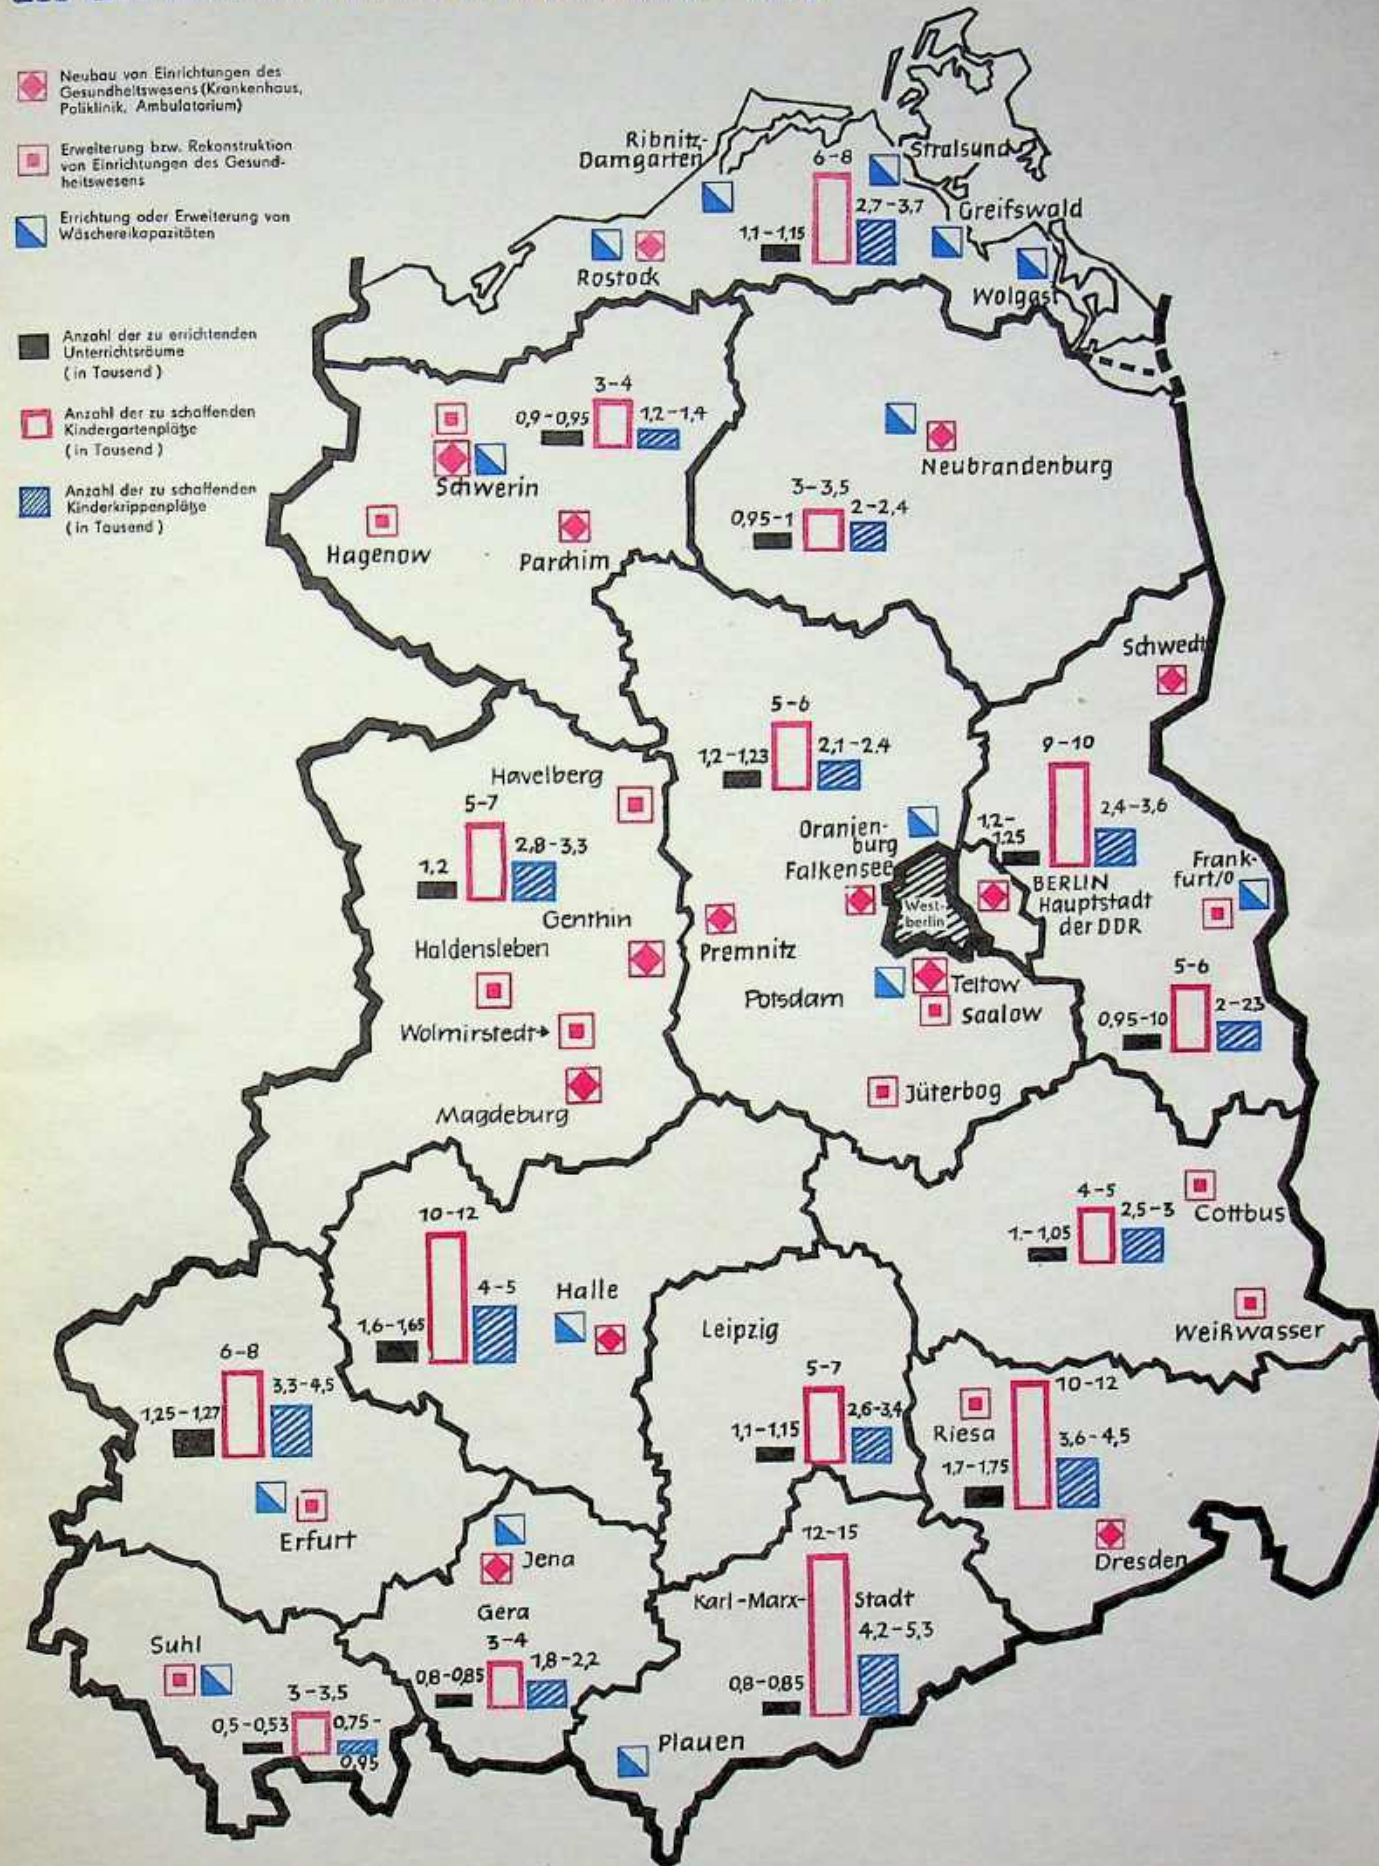 Neubau von Einrichtungen des
Gesundheitswesens (Krankenhaus,
Poliklinik, Ambulatorium)
Erweiterung bzw. Rekonstruktion
von Einrichtungen des Gesund-
heitswesens
Errichtung oder Erweiterung von
Wäschereikapazitäten
Anzahl der zu errichtenden
Unterrichtsräume
(in Tausend)
Anzahl der zu schaffenden
Kindergartenplätze
(in Tausend)
Anzahl der zu schaffenden
Kinderkrippenplätze
(in Tausend)
Ribnitz-
Damgarten
6-8
Stralsund
2,7-3,7
Greifswald
1,1-1,15
Rostock
Wolgast
3-4
0,9-0,95
1,2-1,4
Schwerin
Neubrandenburg
3-3,5
0,95-1
2-2,4
Hagenow
Parchim
Schwedt
5-6
1,2-1,23
2,1-2,4
9-10
Havelberg
5-7
2,8-3,3
1,2
Oranien-
burg
1,2-
1,25
2,4-3,6
Falkensee
Frank-
furt/O
West-
berlin
BERLIN
Hauptstadt
der DDR
Genthin
Haldensleben
Premnitz
Teltow
Potsdam
Saalow
5-6
0,95-10
2-23
Wolmirstedt→
Jüterbog
Magdeburg
Cottbus
4-5
1.-1,05
2,5-3
10-12
4-5
1,6-1,65
Halle
Leipzig
Weißwasser
6-8
3,3-4,5
1,25-1,27
5-7
1,1-1,15
2,6-3,4
10-12
Riesa
1,7-1,75
3,6-4,5
Erfurt
Dresden
Jena
12-15
Karl-Marx-Stadt
4,2-5,3
0,8-0,85
Gera
3-4
0,8-0,85
1,8-2,2
Suhl
3-3,5
0,5-0,53
0,75-
0,95
Plauen